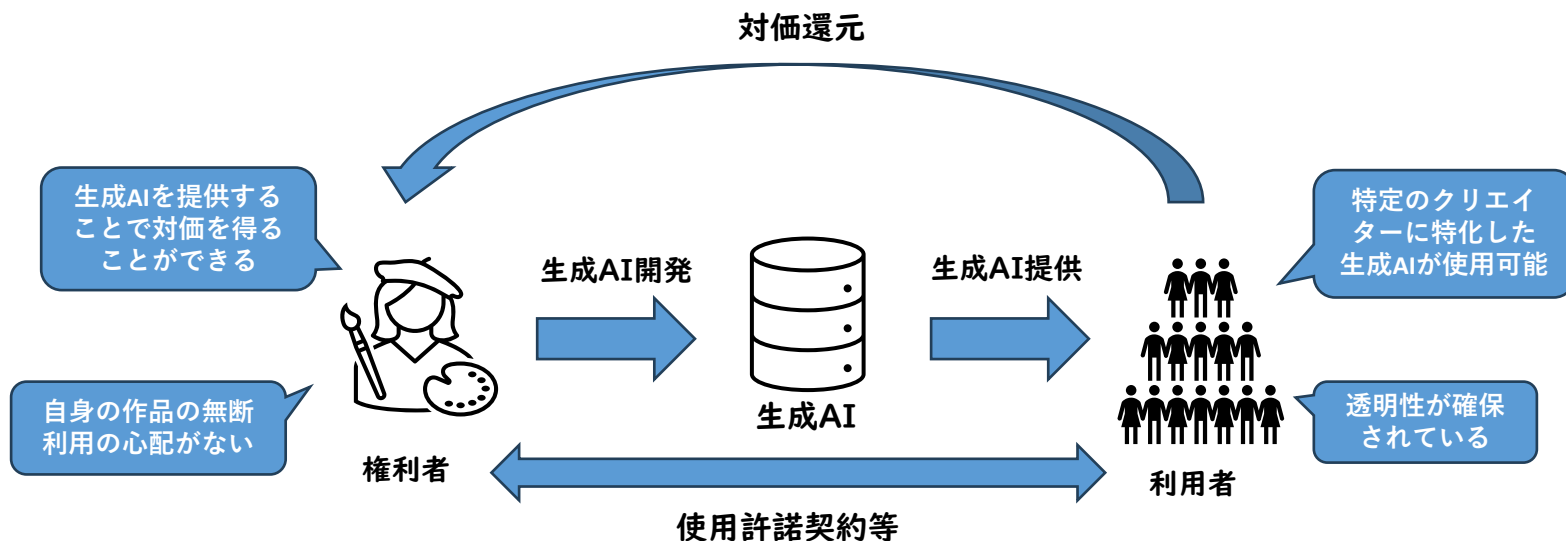 対価還元
生成AIを提供する
ことで対価を得る
ことができる
特定のクリエイ
ターに特化した
生成AIが使用可能
生成AI開発
生成AI提供
自身の作品の無断
利用の心配がない
生成AI
透明性が確保
されている
権利者
利用者
使用許諾契約等